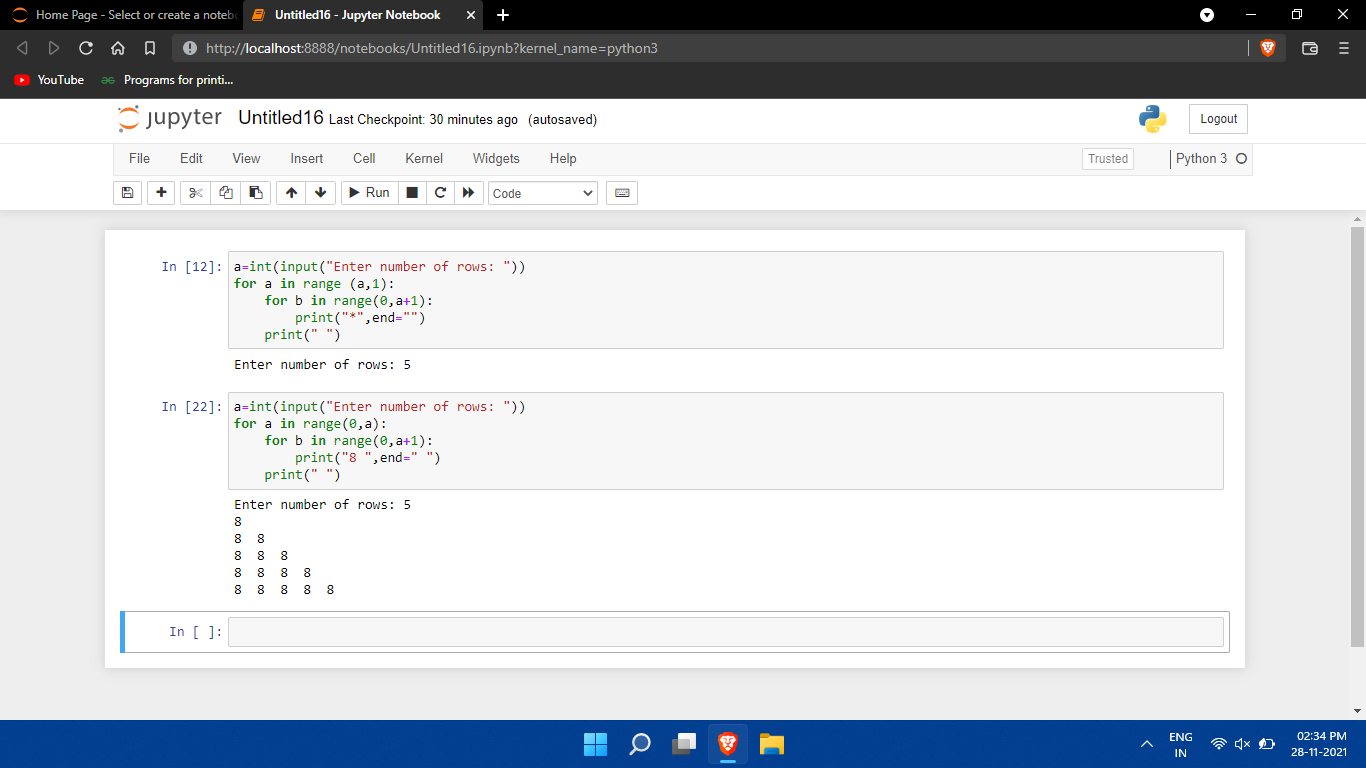 Home Page - Select or create a noteb
Untitled16 - Jupyter Notebook
http://localhost:8888/notebooks/Untitled16.ipynb?kernel_name=python3
YouTube
Programs for printi...
jupyter Untitled16 Last Checkpoint: 30 minutes ago (autosaved)
Logout
File Edit View Insert Cell Kernel Widgets Help
Trusted
Python 3
Run
Code
In [12]: a=int(input("Enter number of rows: "))
for a in range (a,1):
    for b in range(0,a+1):
        print("*",end="")
    print(" ")
Enter number of rows: 5
In [22]: a=int(input("Enter number of rows: "))
for a in range(0,a):
    for b in range(0,a+1):
        print("8 ",end=" ")
    print(" ")
Enter number of rows: 5
8
8  8
8  8  8
8  8  8  8
8  8  8  8  8
In [ ]:
ENG
IN
02:34 PM
28-11-2021